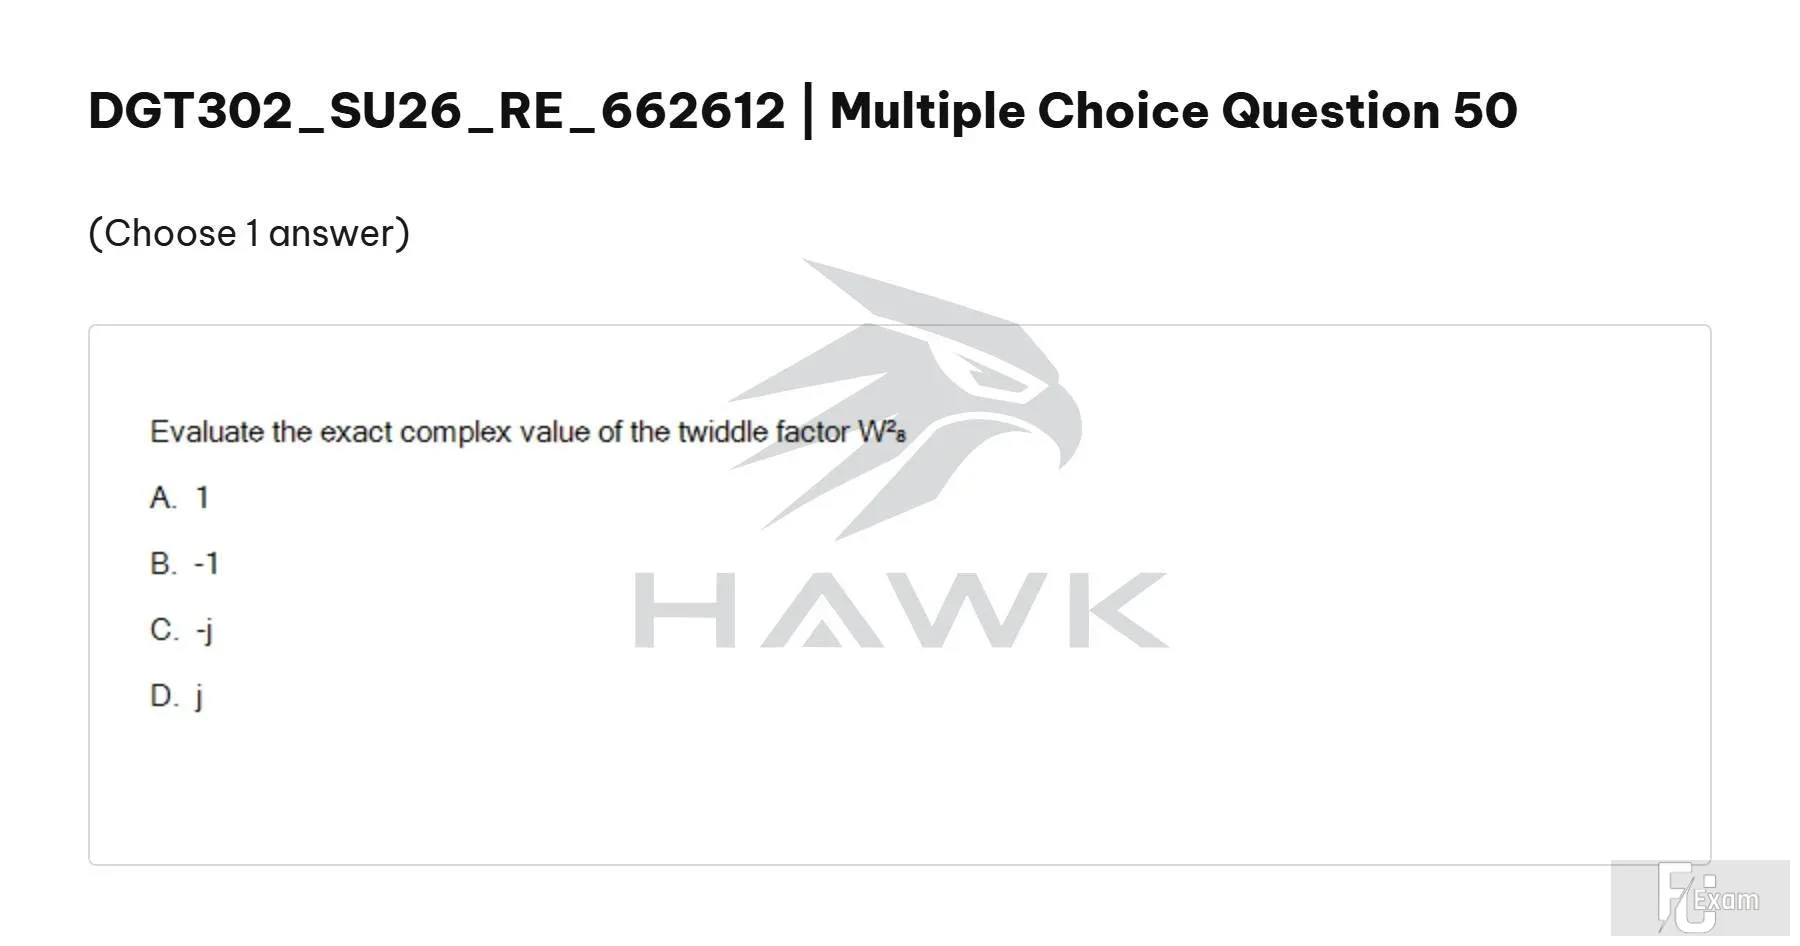 DGT302_SU26_RE_662612 | Multiple Choice Question 50
(Choose 1 answer)
Evaluate the exact complex value of the twiddle factor W²₈
A. 1
B. -1
C. -j
D. j
HAWK
FU Exam